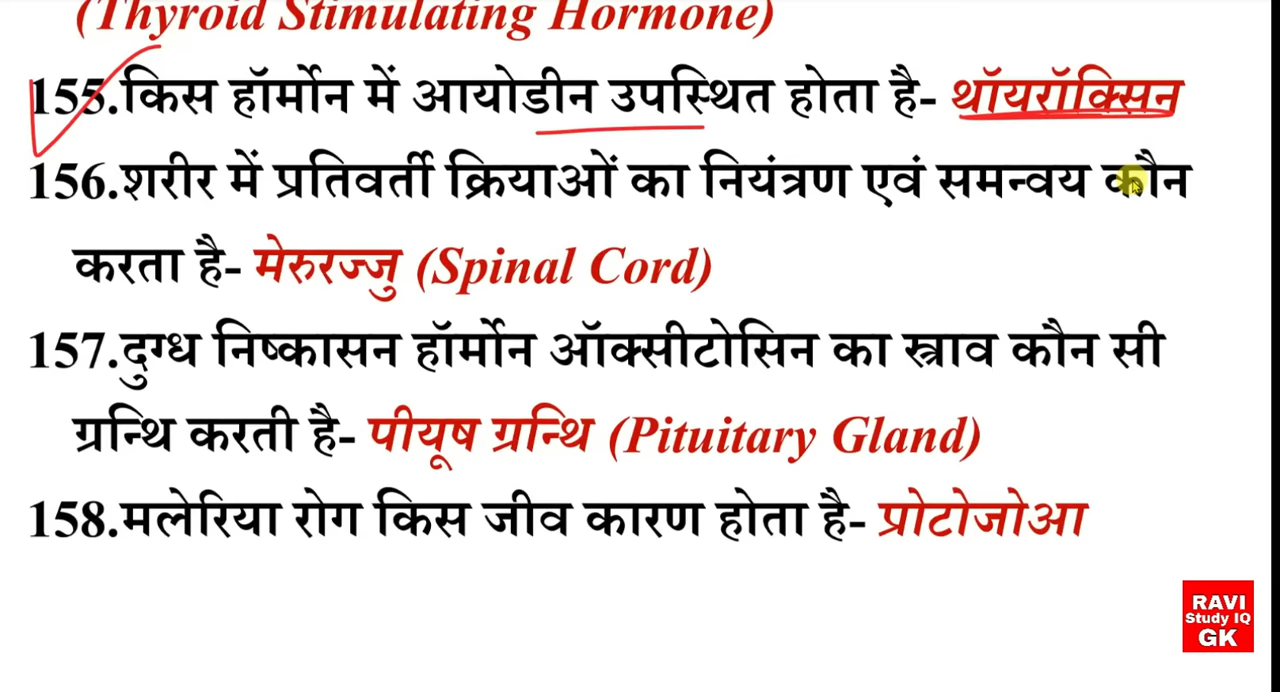 (Thyroid Stimulating Hormone)
155.किस हॉर्मोन में आयोडीन उपस्थित होता है- थॉयरॉक्सिन
156.शरीर में प्रतिवर्ती क्रियाओं का नियंत्रण एवं समन्वय कौन
करता है- मेरुरज्जु (Spinal Cord)
157.दुग्ध निष्कासन हॉर्मोन ऑक्सीटोसिन का स्त्राव कौन सी
ग्रन्थि करती है- पीयूष ग्रन्थि (Pituitary Gland)
158.मलेरिया रोग किस जीव कारण होता है- प्रोटोजोआ
RAVI
Study IQ
GK